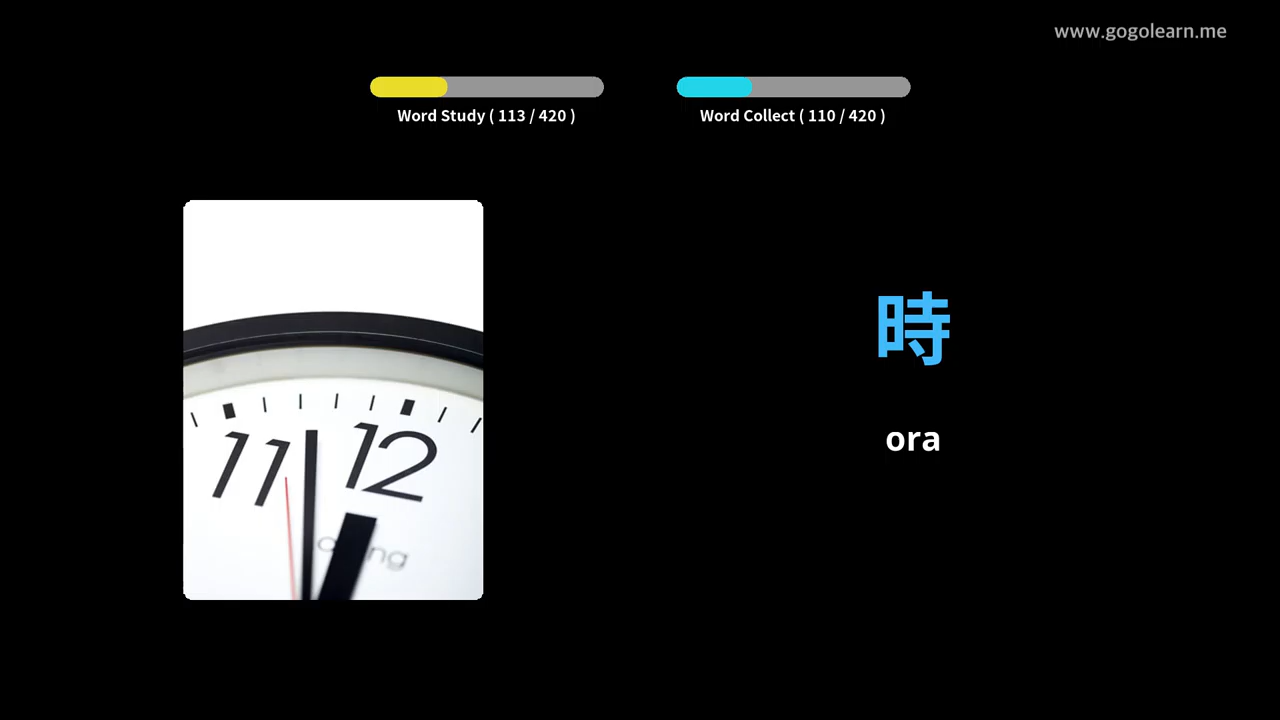 www.gogolearn.me
Word Study ( 113 / 420 )
Word Collect ( 110 / 420 )
時
ora
11
12